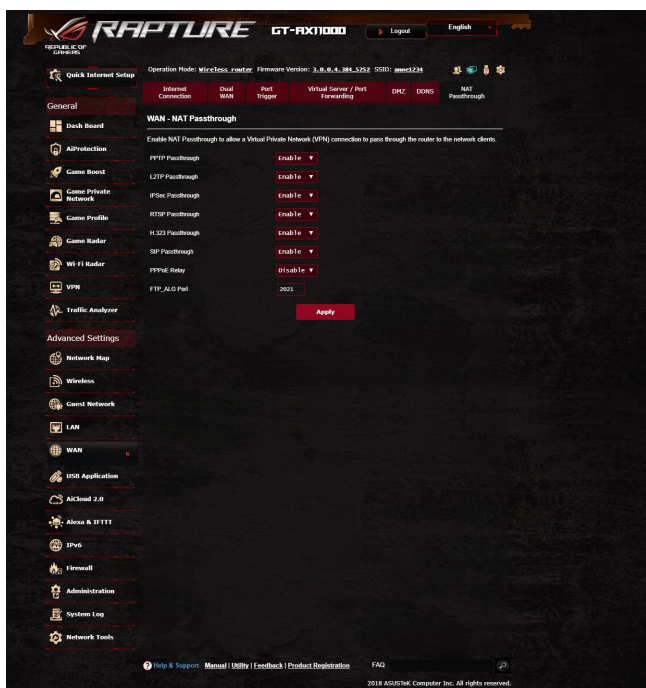 REPUBLIC OF
GAMERS
RAPTURE
GT-AX11000
Logout
English
Quick Internet Setup
Operation Mode: Wireless router Firmware Version: 3.0.0.4.384_5252 SSID: amne1234
Internet Connection
Dual WAN
Port Trigger
Virtual Server / Port Forwarding
DMZ
DDNS
NAT Passthrough
General
Dash Board
AiProtection
Game Boost
Game Private Network
Game Profile
Game Radar
Wi-Fi Radar
VPN
Traffic Analyzer
Advanced Settings
Network Map
Wireless
Guest Network
LAN
WAN
USB Application
AiCloud 2.0
Alexa & IFTTT
IPv6
Firewall
Administration
System Log
Network Tools
WAN - NAT Passthrough
Enable NAT Passthrough to allow a Virtual Private Network (VPN) connection to pass through the router to the network clients.
PPTP Passthrough Enable
L2TP Passthrough Enable
IPSec Passthrough Enable
RTSP Passthrough Enable
H.323 Passthrough Enable
SIP Passthrough Enable
PPPoE Relay Disable
FTP_ALG Port 2021
Apply
? Help & Support Manual | Utility | Feedback | Product Registration FAQ
2018 ASUSTeK Computer Inc. All rights reserved.